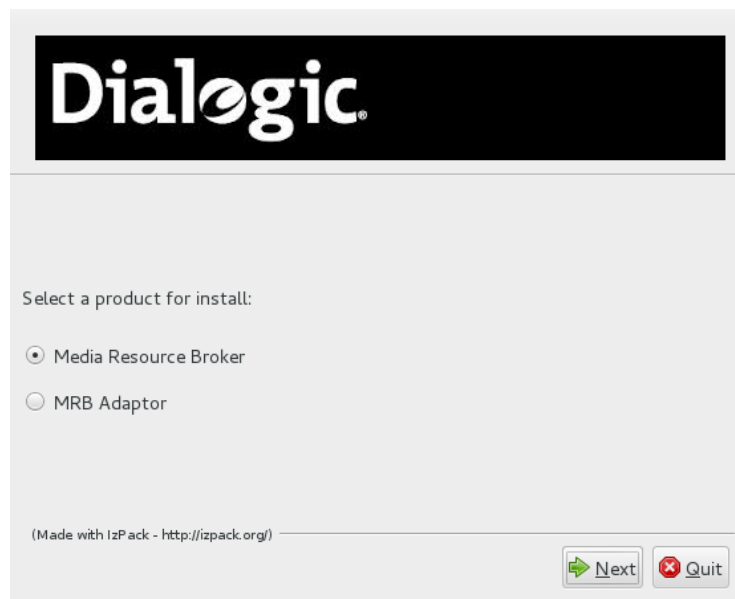 Dialogic®
Select a product for install:
Media Resource Broker
MRB Adaptor
(Made with IzPack - http://izpack.org/)
Next
Quit